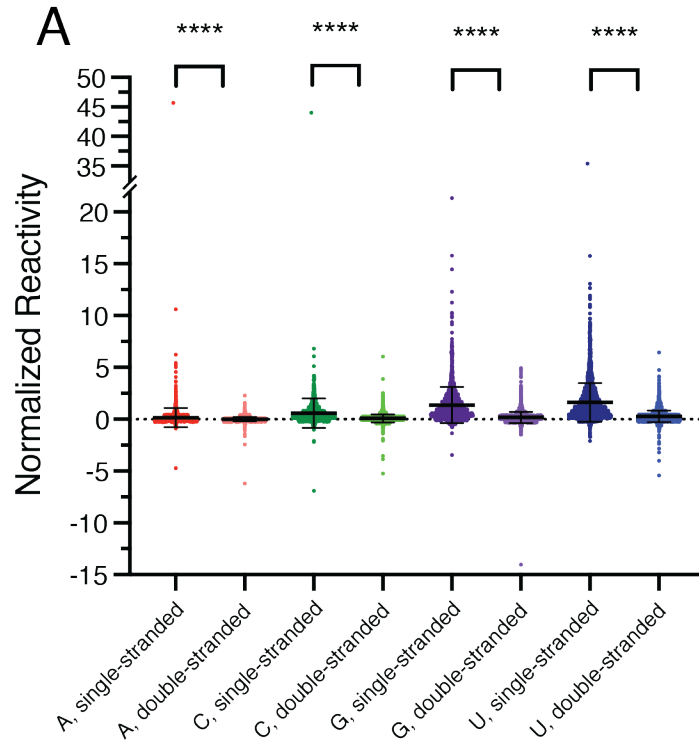 A
**** **** **** ****
Normalized Reactivity
50
45
40
35
20
15
10
5
0
-5
-10
-15
A, single-stranded
A, double-stranded
C, single-stranded
C, double-stranded
G, single-stranded
G, double-stranded
U, single-stranded
U, double-stranded